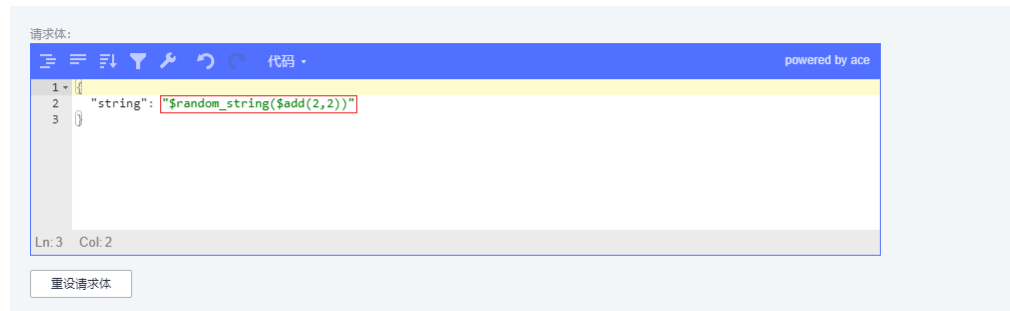 请求体:
代码
powered by ace
1 {
2 "string": "$random_string($add(2,2))"
3 }
Ln: 3 Col: 2
重设请求体